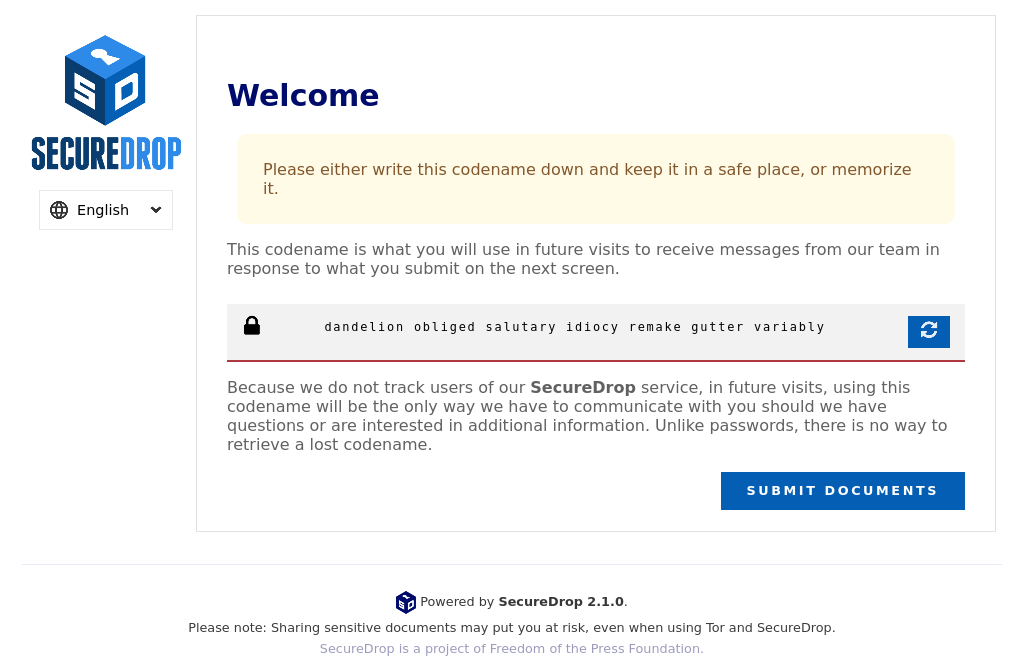 SECUREDROP
English
Welcome
Please either write this codename down and keep it in a safe place, or memorize
it.
This codename is what you will use in future visits to receive messages from our team in
response to what you submit on the next screen.
dandelion obliged salutary idiocy remake gutter variably
Because we do not track users of our SecureDrop service, in future visits, using this
codename will be the only way we have to communicate with you should we have
questions or are interested in additional information. Unlike passwords, there is no way to
retrieve a lost codename.
SUBMIT DOCUMENTS
Powered by SecureDrop 2.1.0.
Please note: Sharing sensitive documents may put you at risk, even when using Tor and SecureDrop.
SecureDrop is a project of Freedom of the Press Foundation.